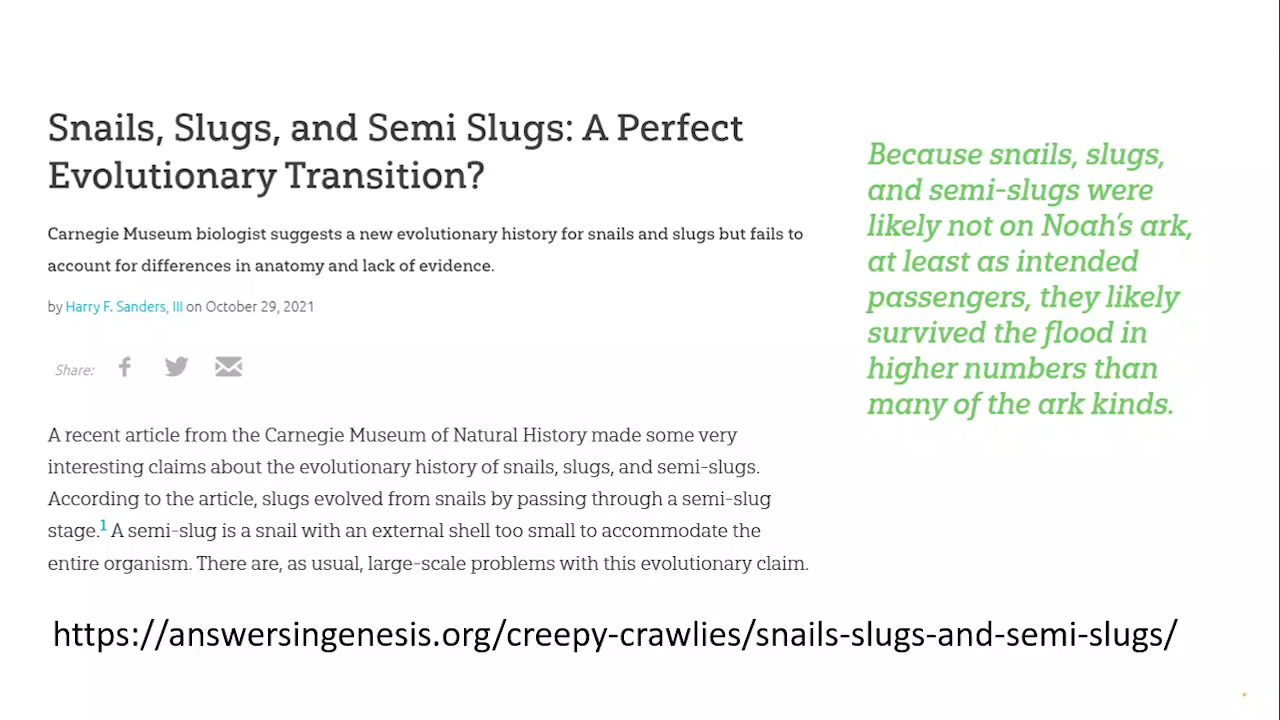 Snails, Slugs, and Semi Slugs: A Perfect
Evolutionary Transition?
Carnegie Museum biologist suggests a new evolutionary history for snails and slugs but fails to
account for differences in anatomy and lack of evidence.
by Harry F. Sanders, III on October 29, 2021
Share:
A recent article from the Carnegie Museum of Natural History made some very
interesting claims about the evolutionary history of snails, slugs, and semi-slugs.
According to the article, slugs evolved from snails by passing through a semi-slug
stage.1 A semi-slug is a snail with an external shell too small to accommodate the
entire organism. There are, as usual, large-scale problems with this evolutionary claim.
Because snails, slugs,
and semi-slugs were
likely not on Noah’s ark,
at least as intended
passengers, they likely
survived the flood in
higher numbers than
many of the ark kinds.
https://answersingenesis.org/creepy-crawlies/snails-slugs-and-semi-slugs/